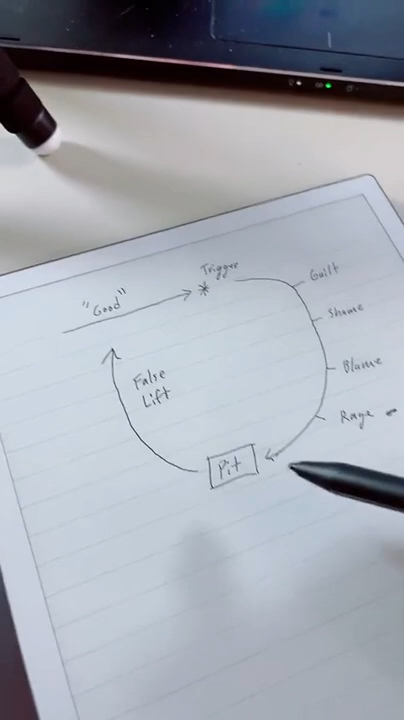 Trigger
"Good"
*
Guilt
Shame
Blame
Rage
False
Lift
Pit